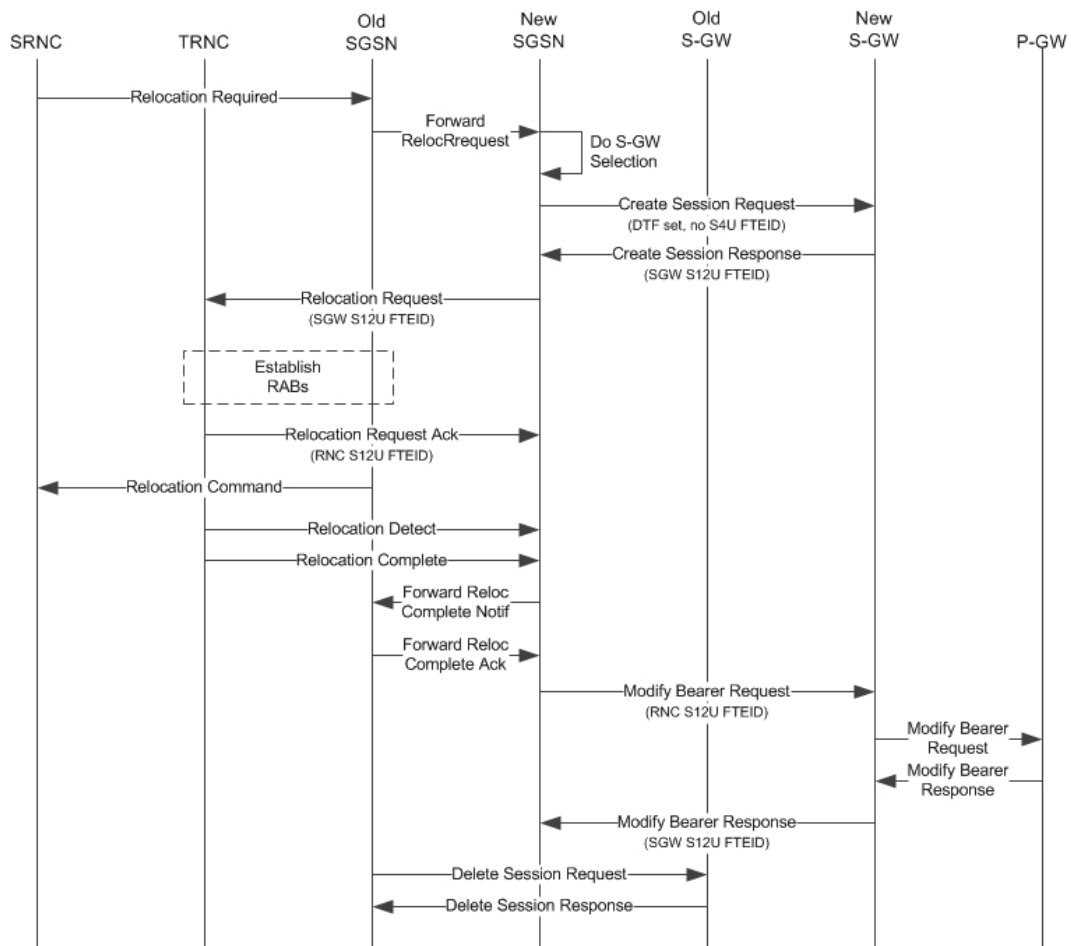 SRNC
TRNC
Old
SGSN
New
SGSN
Old
S-GW
New
S-GW
P-GW
Relocation Required
Forward
RelocRrequest
Do S-GW
Selection
Create Session Request
(DTF set, no S4U FTEID)
Create Session Response
(SGW S12U FTEID)
Relocation Request
(SGW S12U FTEID)
Establish
RABs
Relocation Request Ack
(RNC S12U FTEID)
Relocation Command
Relocation Detect
Relocation Complete
Forward Reloc
Complete Notif
Forward Reloc
Complete Ack
Modify Bearer Request
(RNC S12U FTEID)
Modify Bearer
Request
Modify Bearer
Response
Modify Bearer Response
(SGW S12U FTEID)
Delete Session Request
Delete Session Response